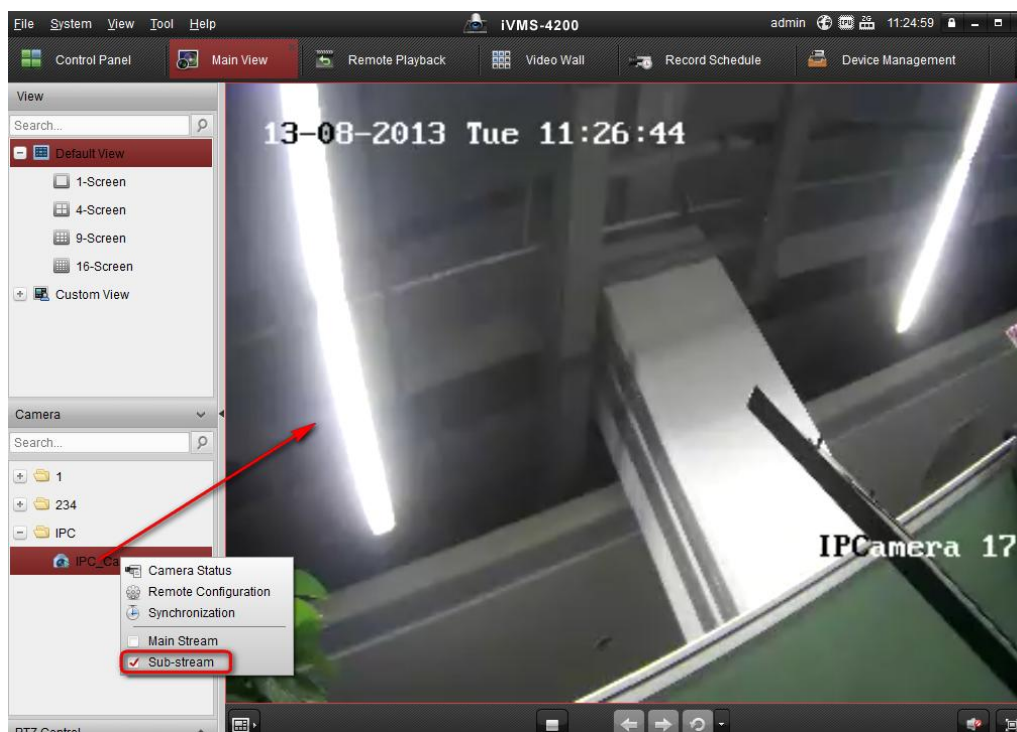 File System View Tool Help iVMS-4200 admin 11:24:59
Control Panel Main View Remote Playback Video Wall Record Schedule Device Management
View
Search...
Default View
1-Screen
4-Screen
9-Screen
16-Screen
Custom View
13-08-2013 Tue 11:26:44
Camera
Search...
1
234
IPC
IPC_Ca
Camera Status
Remote Configuration
Synchronization
Main Stream
Sub-stream
IPCamera 17
PTZ Control